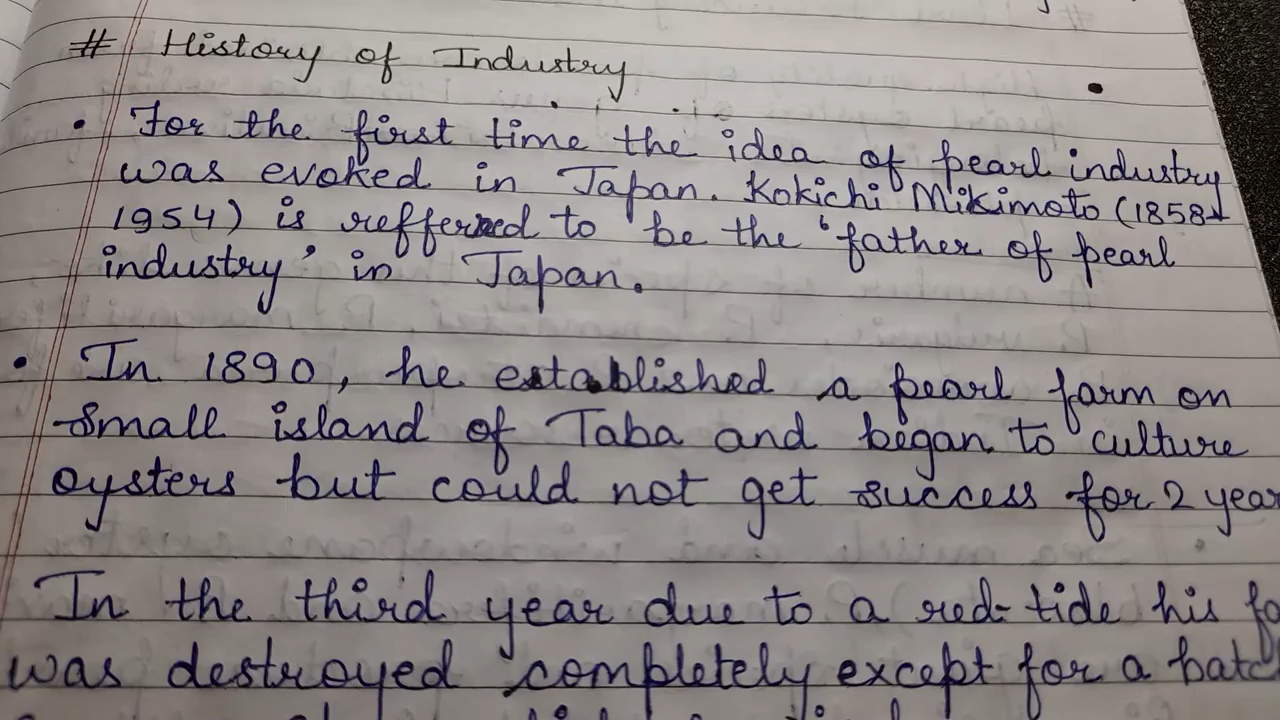 # History of Industry
• For the first time the idea of pearl industry
was evoked in Japan. Kokichi Mikimoto (1858-
1954) is refferred to be the 'father of pearl
industry' in Japan.
• In 1890, he established a pearl farm on
small island of Taba and began to culture
oysters but could not get success for 2 year
In the third year due to a red-tide his fa
was destroyed completely except for a batc